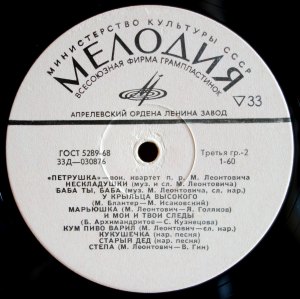 МИНИСТЕРСТВО КУЛЬТУРЫ СССР
МЕЛОДИЯ
ВСЕСОЮЗНАЯ ФИРМА ГРАМПЛАСТИНОК
▽33
АПРЕЛЕВСКИЙ ОРДЕНА ЛЕНИНА ЗАВОД
ГОСТ 5289-68 Третья гр.-2
33Д—030876 1-60
«ПЕТРУШКА»—вок. квартет п. р. М. Леонтовича
НЕСКЛАДУШКИ (муз. и сл. М. Леонтович)
БАБА ТЫ, БАБА (М. Леонтович, сл. нар.)
У КРЫЛЬЦА ВЫСОКОГО
(М. Блантер—М. Исаковский)
МАРЬЮШКА (М. Леонтович—Я. Голяков)
И МОИ И ТВОИ СЛЕДЫ
(Б. Архимандритов—С. Кузнецова)
КУМ ПИВО ВАРИЛ (М. Леонтович—сл. нар.)
КУКУШЕЧКА (нар. песня)
СТАРЫЙ ДЕД (нар. песня)
СТЕПА (М. Леонтович—В. Гин)